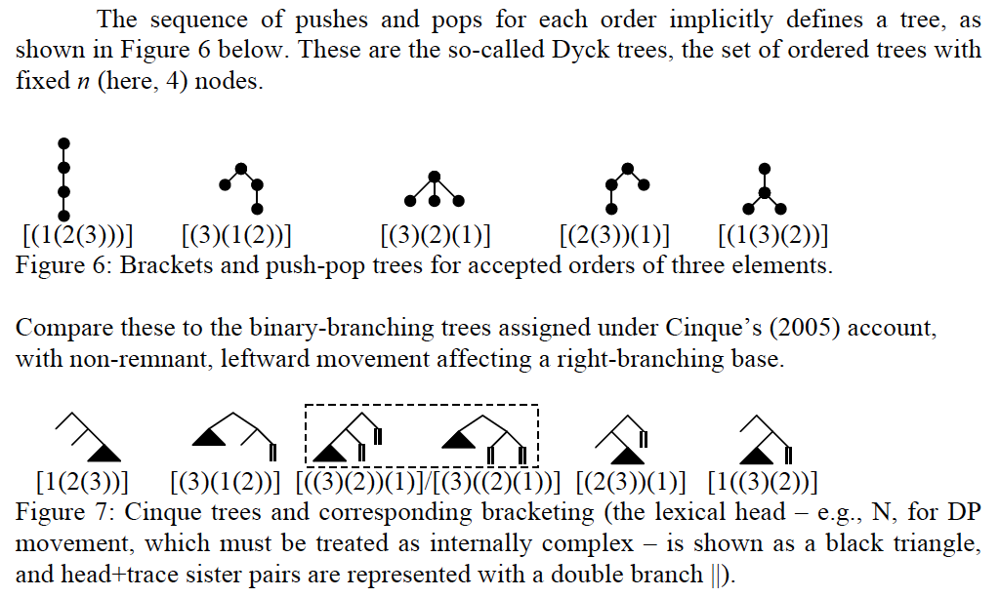 The sequence of pushes and pops for each order implicitly defines a tree, as
shown in Figure 6 below. These are the so-called Dyck trees, the set of ordered trees with
fixed n (here, 4) nodes.
[(1(2(3)))] [(3)(1(2))] [(3)(2)(1)] [(2(3))(1)] [(1(3)(2))]
Figure 6: Brackets and push-pop trees for accepted orders of three elements.
Compare these to the binary-branching trees assigned under Cinque’s (2005) account,
with non-remnant, leftward movement affecting a right-branching base.
[1(2(3))] [(3)(1(2))] [((3)(2))(1)]/[(3)((2)(1))] [(2(3))(1)] [1((3)(2))]
Figure 7: Cinque trees and corresponding bracketing (the lexical head – e.g., N, for DP
movement, which must be treated as internally complex – is shown as a black triangle,
and head+trace sister pairs are represented with a double branch ||).